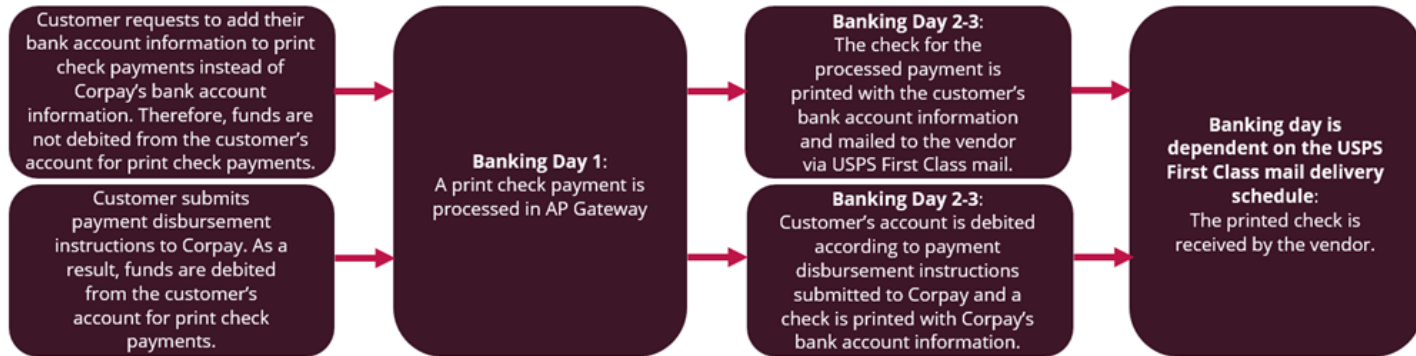 Customer requests to add their
bank account information to print
check payments instead of
Corpay's bank account
information. Therefore, funds are
not debited from the customer's
account for print check payments.
Customer submits
payment disbursement
instructions to Corpay. As a
result, funds are debited
from the customer's
account for print check
payments.
Banking Day 1:
A print check payment is
processed in AP Gateway
Banking Day 2-3:
The check for the
processed payment is
printed with the customer's
bank account information
and mailed to the vendor
via USPS First Class mail.
Banking Day 2-3:
Customer's account is debited
according to payment
disbursement instructions
submitted to Corpay and a
check is printed with Corpay's
bank account information.
Banking day is
dependent on the USPS
First Class mail delivery
schedule:
The printed check is
received by the vendor.